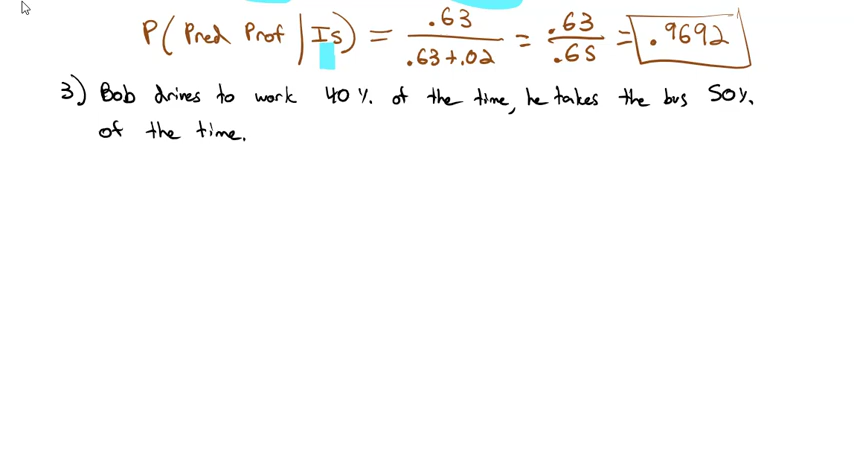 P( Pred Prof | Is) = .63 / .63+.02 = .63 / .65 = .9692
3) Bob drives to work 40%. of the time, he takes the bus 50%.
of the time.